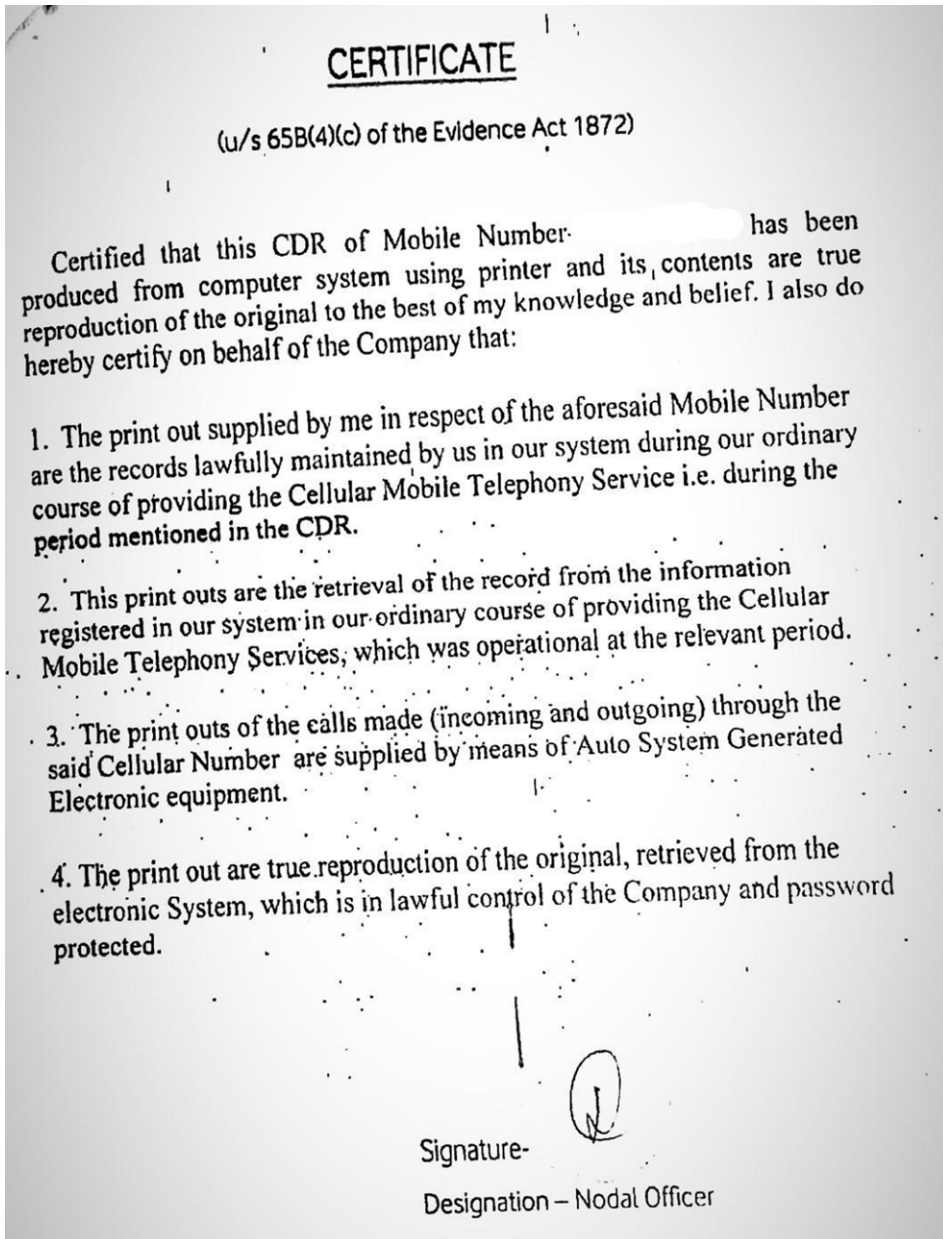 CERTIFICATE
(u/s 65B(4)(c) of the Evidence Act 1872)
Certified that this CDR of Mobile Number- has been
produced from computer system using printer and its contents are true
reproduction of the original to the best of my knowledge and belief. I also do
hereby certify on behalf of the Company that:
1. The print out supplied by me in respect of the aforesaid Mobile Number
are the records lawfully maintained by us in our system during our ordinary
course of providing the Cellular Mobile Telephony Service i.e. during the
period mentioned in the CDR.
2. This print outs are the retrieval of the record from the information
registered in our system in our ordinary course of providing the Cellular
Mobile Telephony Services, which was operational at the relevant period.
3. The print outs of the calls made (incoming and outgoing) through the
said Cellular Number are supplied by means of Auto System Generated
Electronic equipment.
4. The print out are true reproduction of the original, retrieved from the
electronic System, which is in lawful control of the Company and password
protected.
Signature-
Designation – Nodal Officer